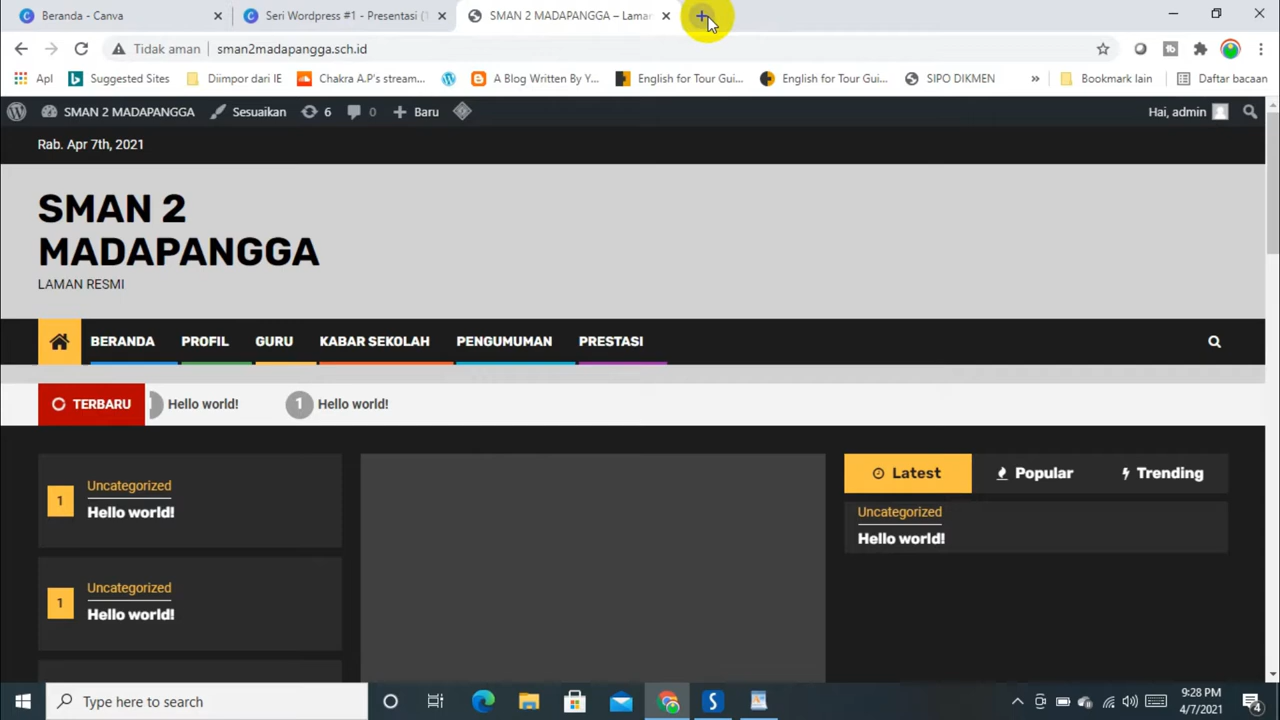 Beranda - Canva
Seri Wordpress #1 - Presentasi (1
SMAN 2 MADAPANGGA – Laman
Tidak aman
sman2madapangga.sch.id
Apl
Suggested Sites
Diimpor dari IE
Chakra A.P's stream...
A Blog Written By Y...
English for Tour Gui...
English for Tour Gui...
SIPO DIKMEN
»
Bookmark lain
Daftar bacaan
SMAN 2 MADAPANGGA
Sesuaikan
6
0
Baru
Hai, admin
Rab. Apr 7th, 2021
SMAN 2
MADAPANGGA
LAMAN RESMI
BERANDA
PROFIL
GURU
KABAR SEKOLAH
PENGUMUMAN
PRESTASI
TERBARU
Hello world!
1
Hello world!
1
Uncategorized
Hello world!
1
Uncategorized
Hello world!
Latest
Popular
Trending
Uncategorized
Hello world!
Type here to search
9:28 PM
4/7/2021
4